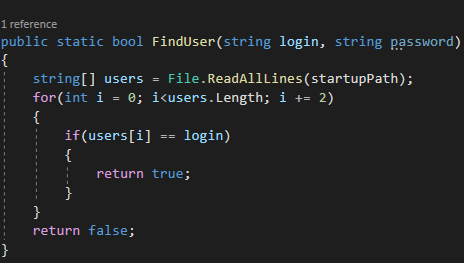 1 reference
public static bool FindUser(string login, string password)
{
    string[] users = File.ReadAllLines(startupPath);
    for(int i = 0; i<users.Length; i += 2)
    {
        if(users[i] == login)
        {
            return true;
        }
    }
    return false;
}